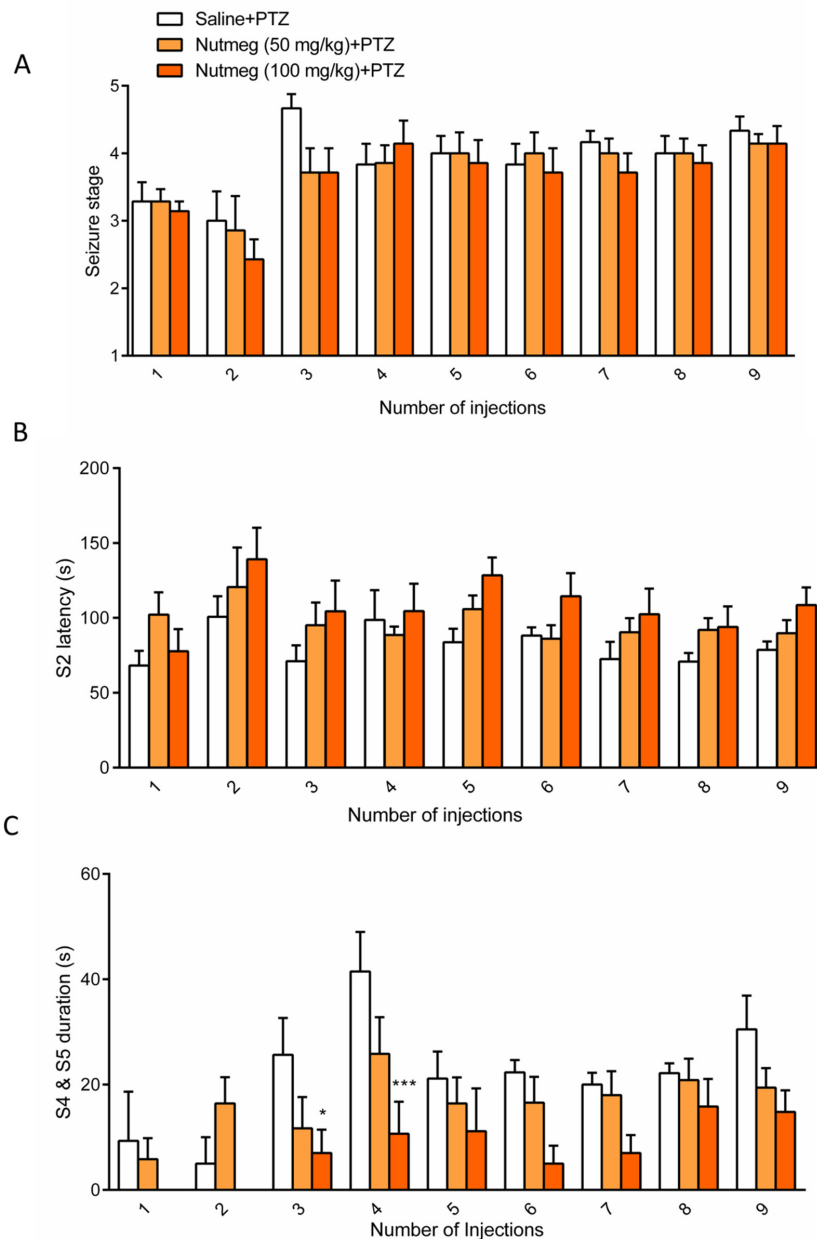 Saline+PTZ
Nutmeg (50 mg/kg)+PTZ
Nutmeg (100 mg/kg)+PTZ
A
5
4
3
2
1
Seizure stage
1 2 3 4 5 6 7 8 9
Number of injections
B
200
150
100
50
0
S2 latency (s)
1 2 3 4 5 6 7 8 9
Number of injections
C
60
40
20
0
S4 & S5 duration (s)
*
***
1 2 3 4 5 6 7 8 9
Number of Injections